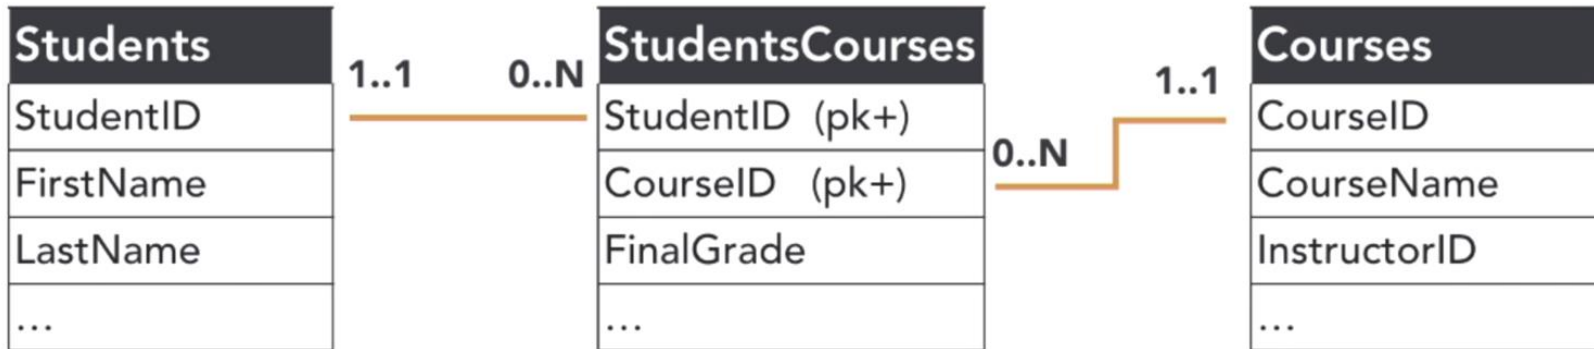 Students
StudentID
FirstName
LastName
...
1..1
0..N
StudentsCourses
StudentID (pk+)
CourseID (pk+)
FinalGrade
...
0..N
1..1
Courses
CourseID
CourseName
InstructorID
...